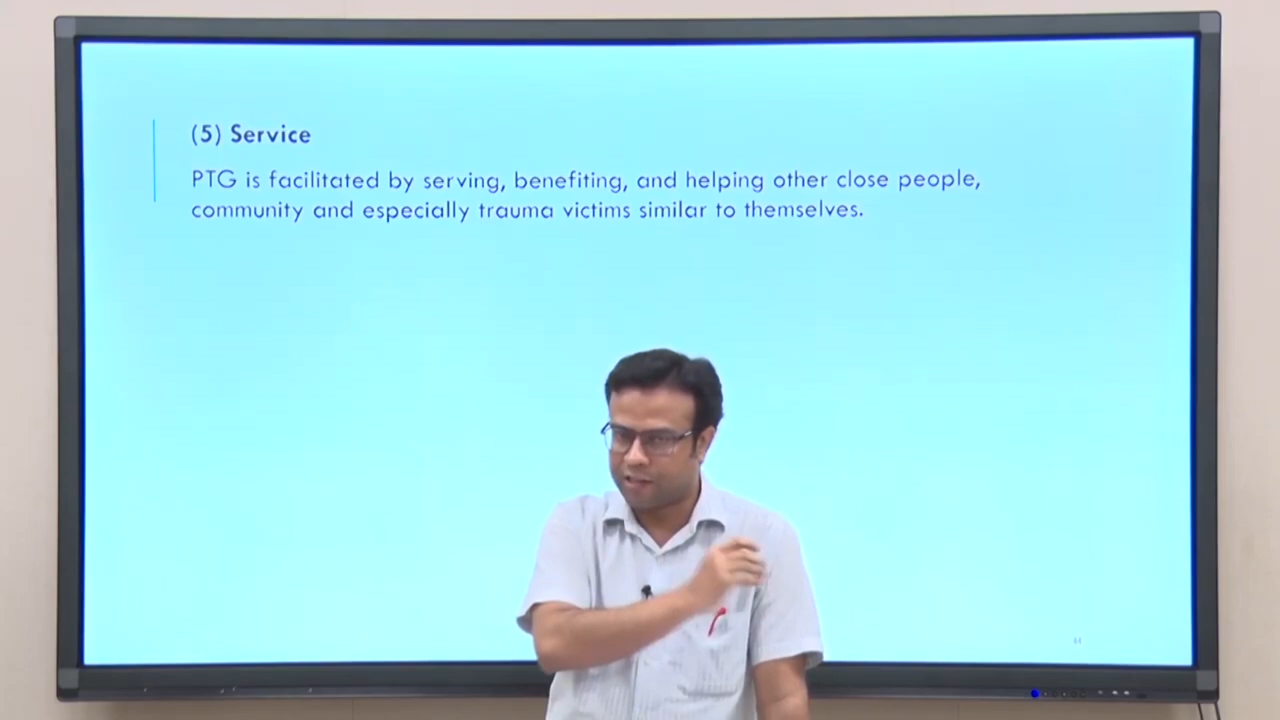 (5) Service
PTG is facilitated by serving, benefiting, and helping other close people,
community and especially trauma victims similar to themselves.